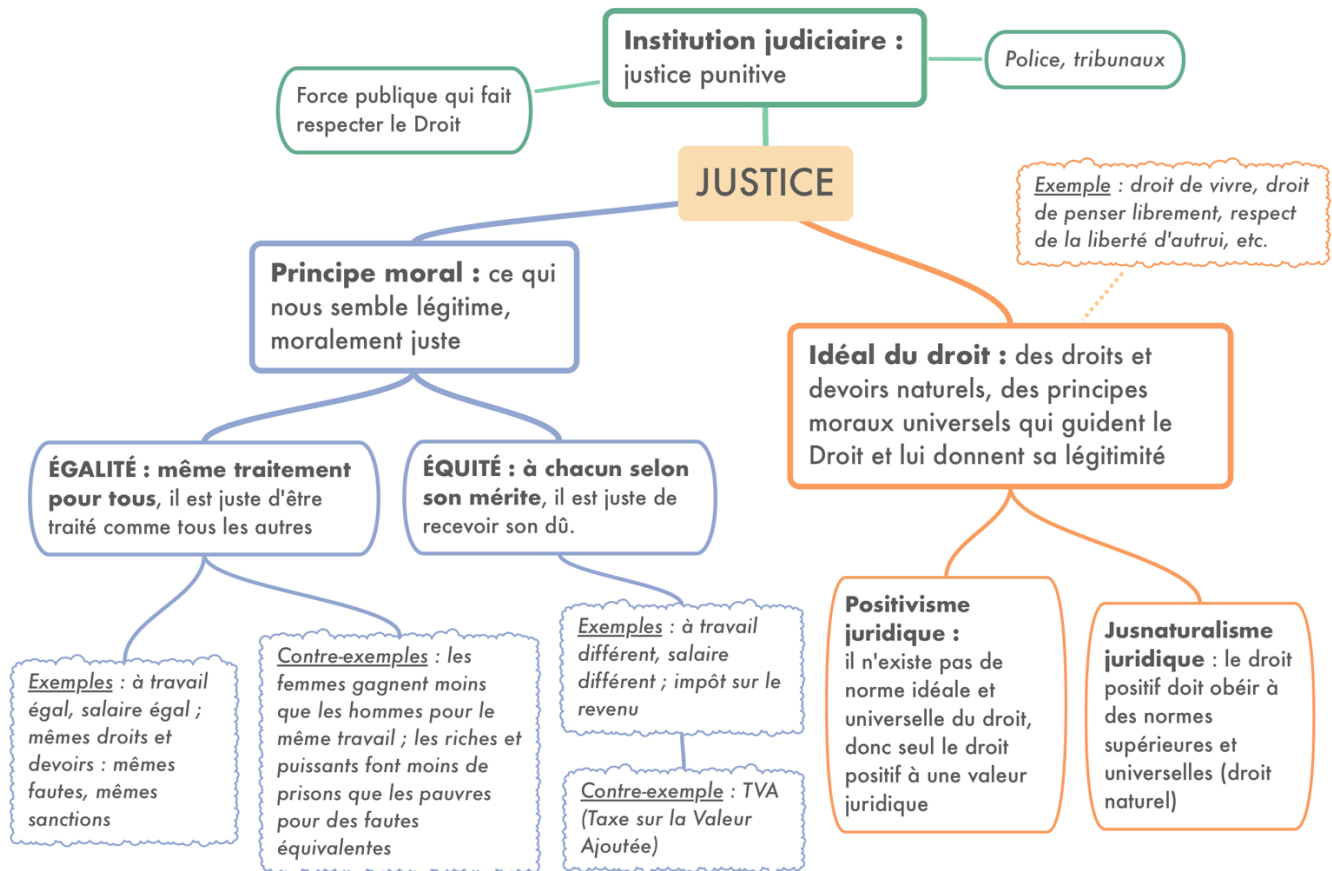 Institution judiciaire :
justice punitive
Police, tribunaux
Force publique qui fait
respecter le Droit
JUSTICE
Exemple : droit de vivre, droit
de penser librement, respect
de la liberté d'autrui, etc.
Principe moral : ce qui
nous semble légitime,
moralement juste
Idéal du droit : des droits et
devoirs naturels, des principes
moraux universels qui guident le
Droit et lui donnent sa légitimité
ÉGALITÉ : même traitement
pour tous, il est juste d'être
traité comme tous les autres
ÉQUITÉ : à chacun selon
son mérite, il est juste de
recevoir son dû.
Exemples : à travail
égal, salaire égal ;
mêmes droits et
devoirs : mêmes
fautes, mêmes
sanctions
Contre-exemples : les
femmes gagnent moins
que les hommes pour le
même travail ; les riches et
puissants font moins de
prisons que les pauvres
pour des fautes
équivalentes
Exemples : à travail
différent, salaire
différent ; impôt sur le
revenu
Contre-exemple : TVA
(Taxe sur la Valeur
Ajoutée)
Positivisme
juridique :
il n'existe pas de
norme idéale et
universelle du droit,
donc seul le droit
positif à une valeur
juridique
Jusnaturalisme
juridique : le droit
positif doit obéir à
des normes
supérieures et
universelles (droit
naturel)